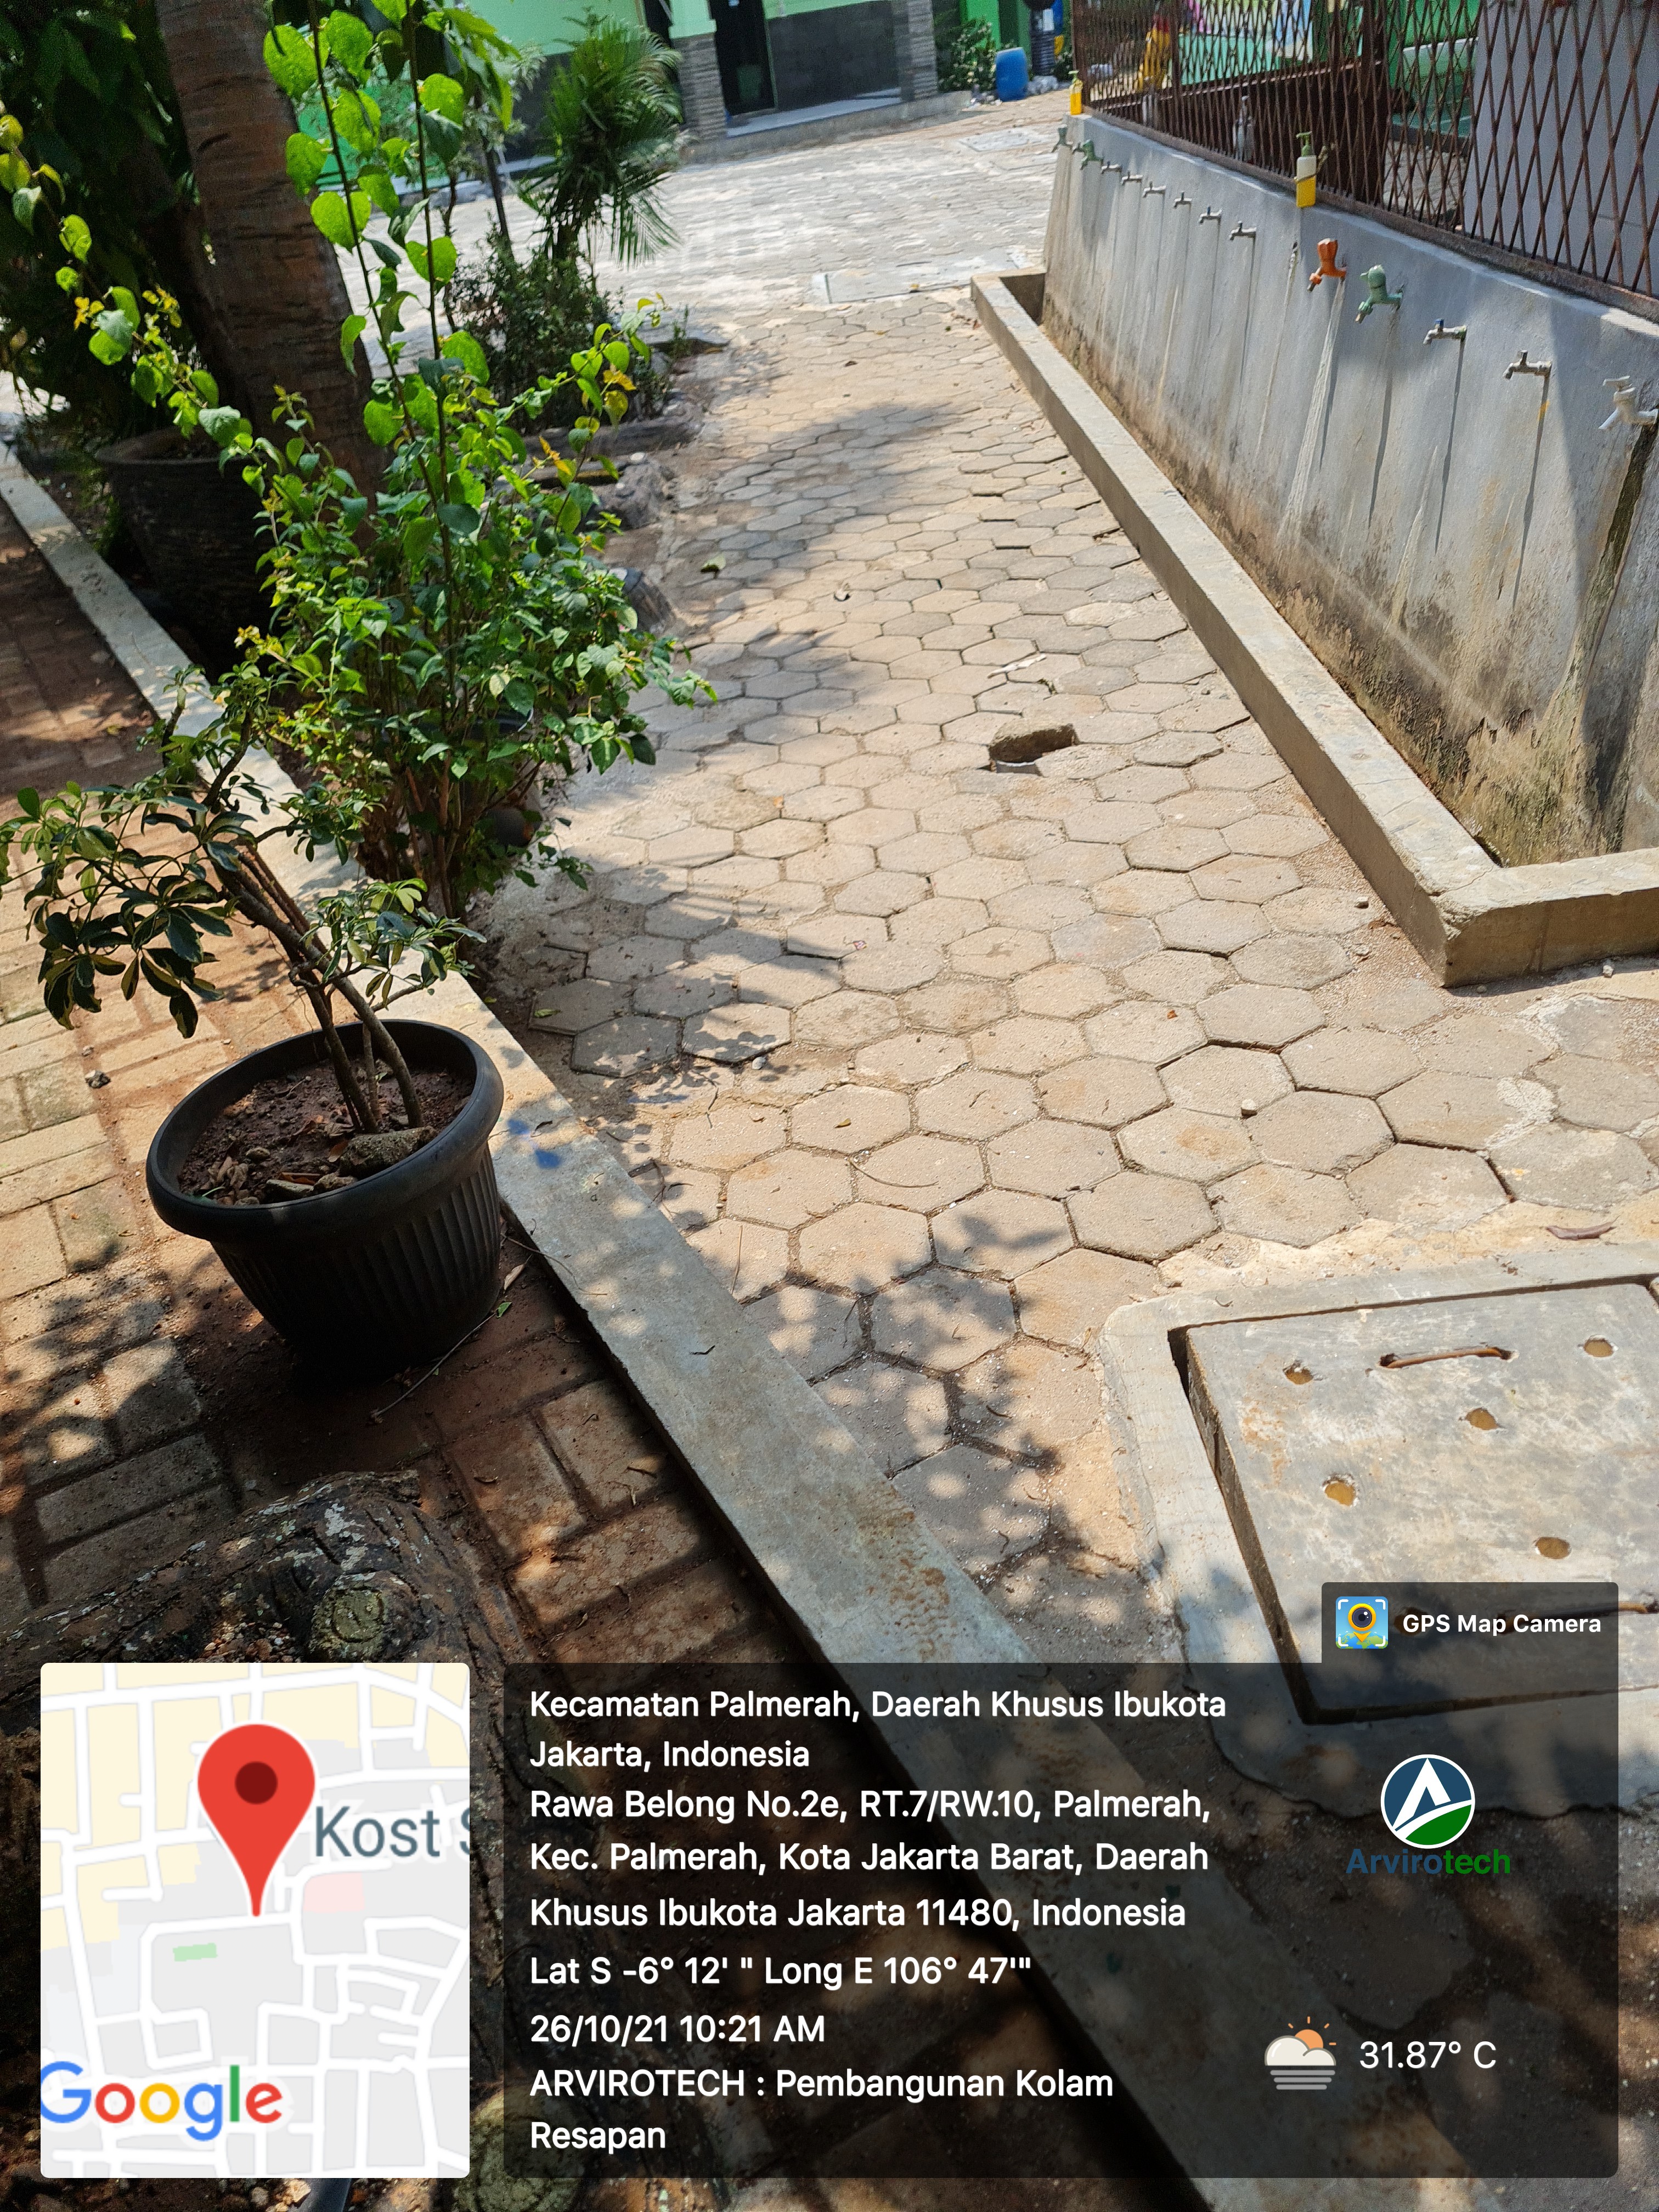 GPS Map Camera
Kecamatan Palmerah, Daerah Khusus Ibukota
Jakarta, Indonesia
Rawa Belong No.2e, RT.7/RW.10, Palmerah,
Kec. Palmerah, Kota Jakarta Barat, Daerah
Khusus Ibukota Jakarta 11480, Indonesia
Lat S -6° 12' " Long E 106° 47'"
26/10/21 10:21 AM
ARVIROTECH : Pembangunan Kolam
Resapan
Arvirotech
31.87° C
Kost S
Google